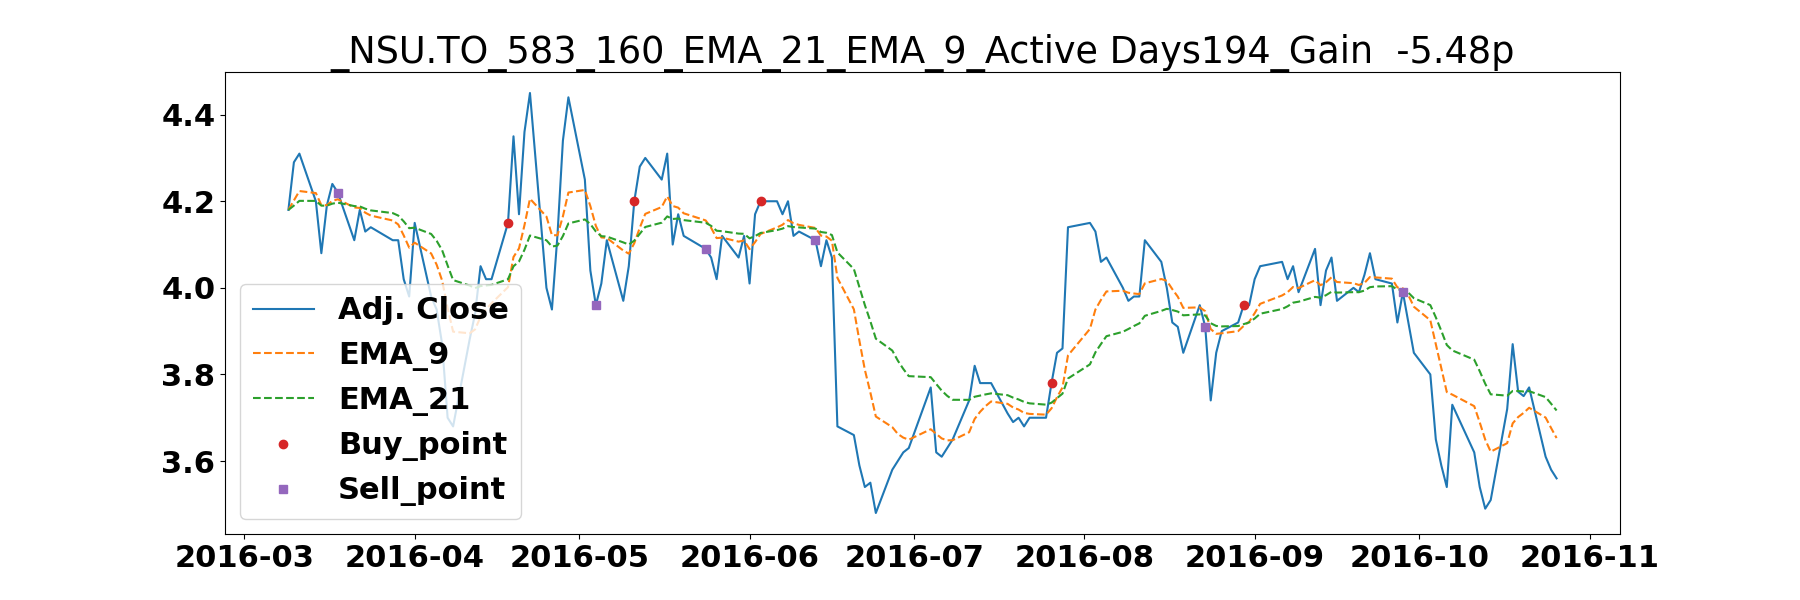 _NSU.TO_583_160_EMA_21_EMA_9_Active Days194_Gain  -5.48p
4.4
4.2
4.0
3.8
3.6
Adj. Close
EMA_9
EMA_21
Buy_point
Sell_point
2016-03 2016-04 2016-05 2016-06 2016-07 2016-08 2016-09 2016-10 2016-11